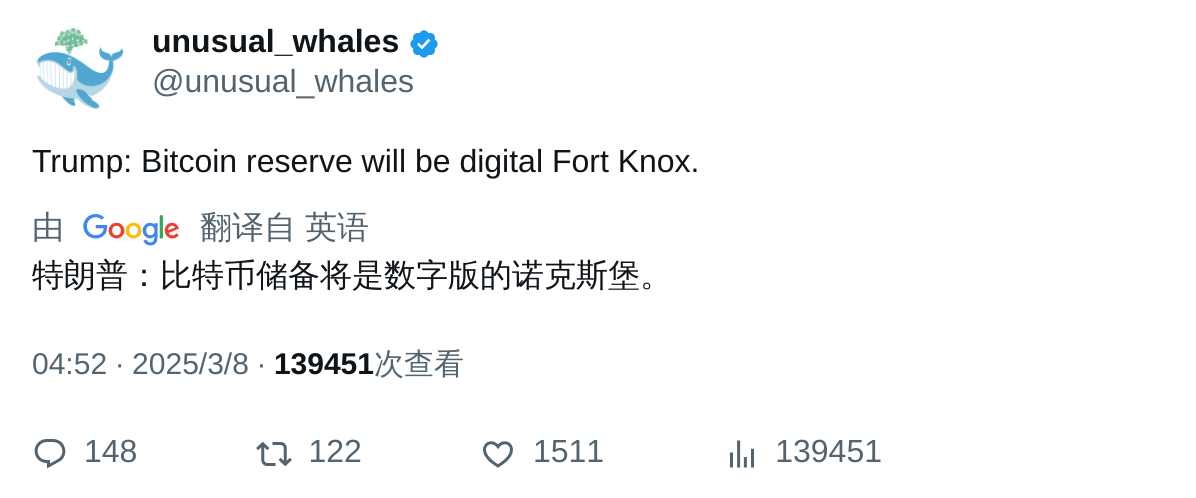 unusual_whales
@unusual_whales
Trump: Bitcoin reserve will be digital Fort Knox.
由 Google 翻译自 英语
特朗普：比特币储备将是数字版的诺克斯堡。
04:52 · 2025/3/8 · 139451次查看
148 122 1511 139451